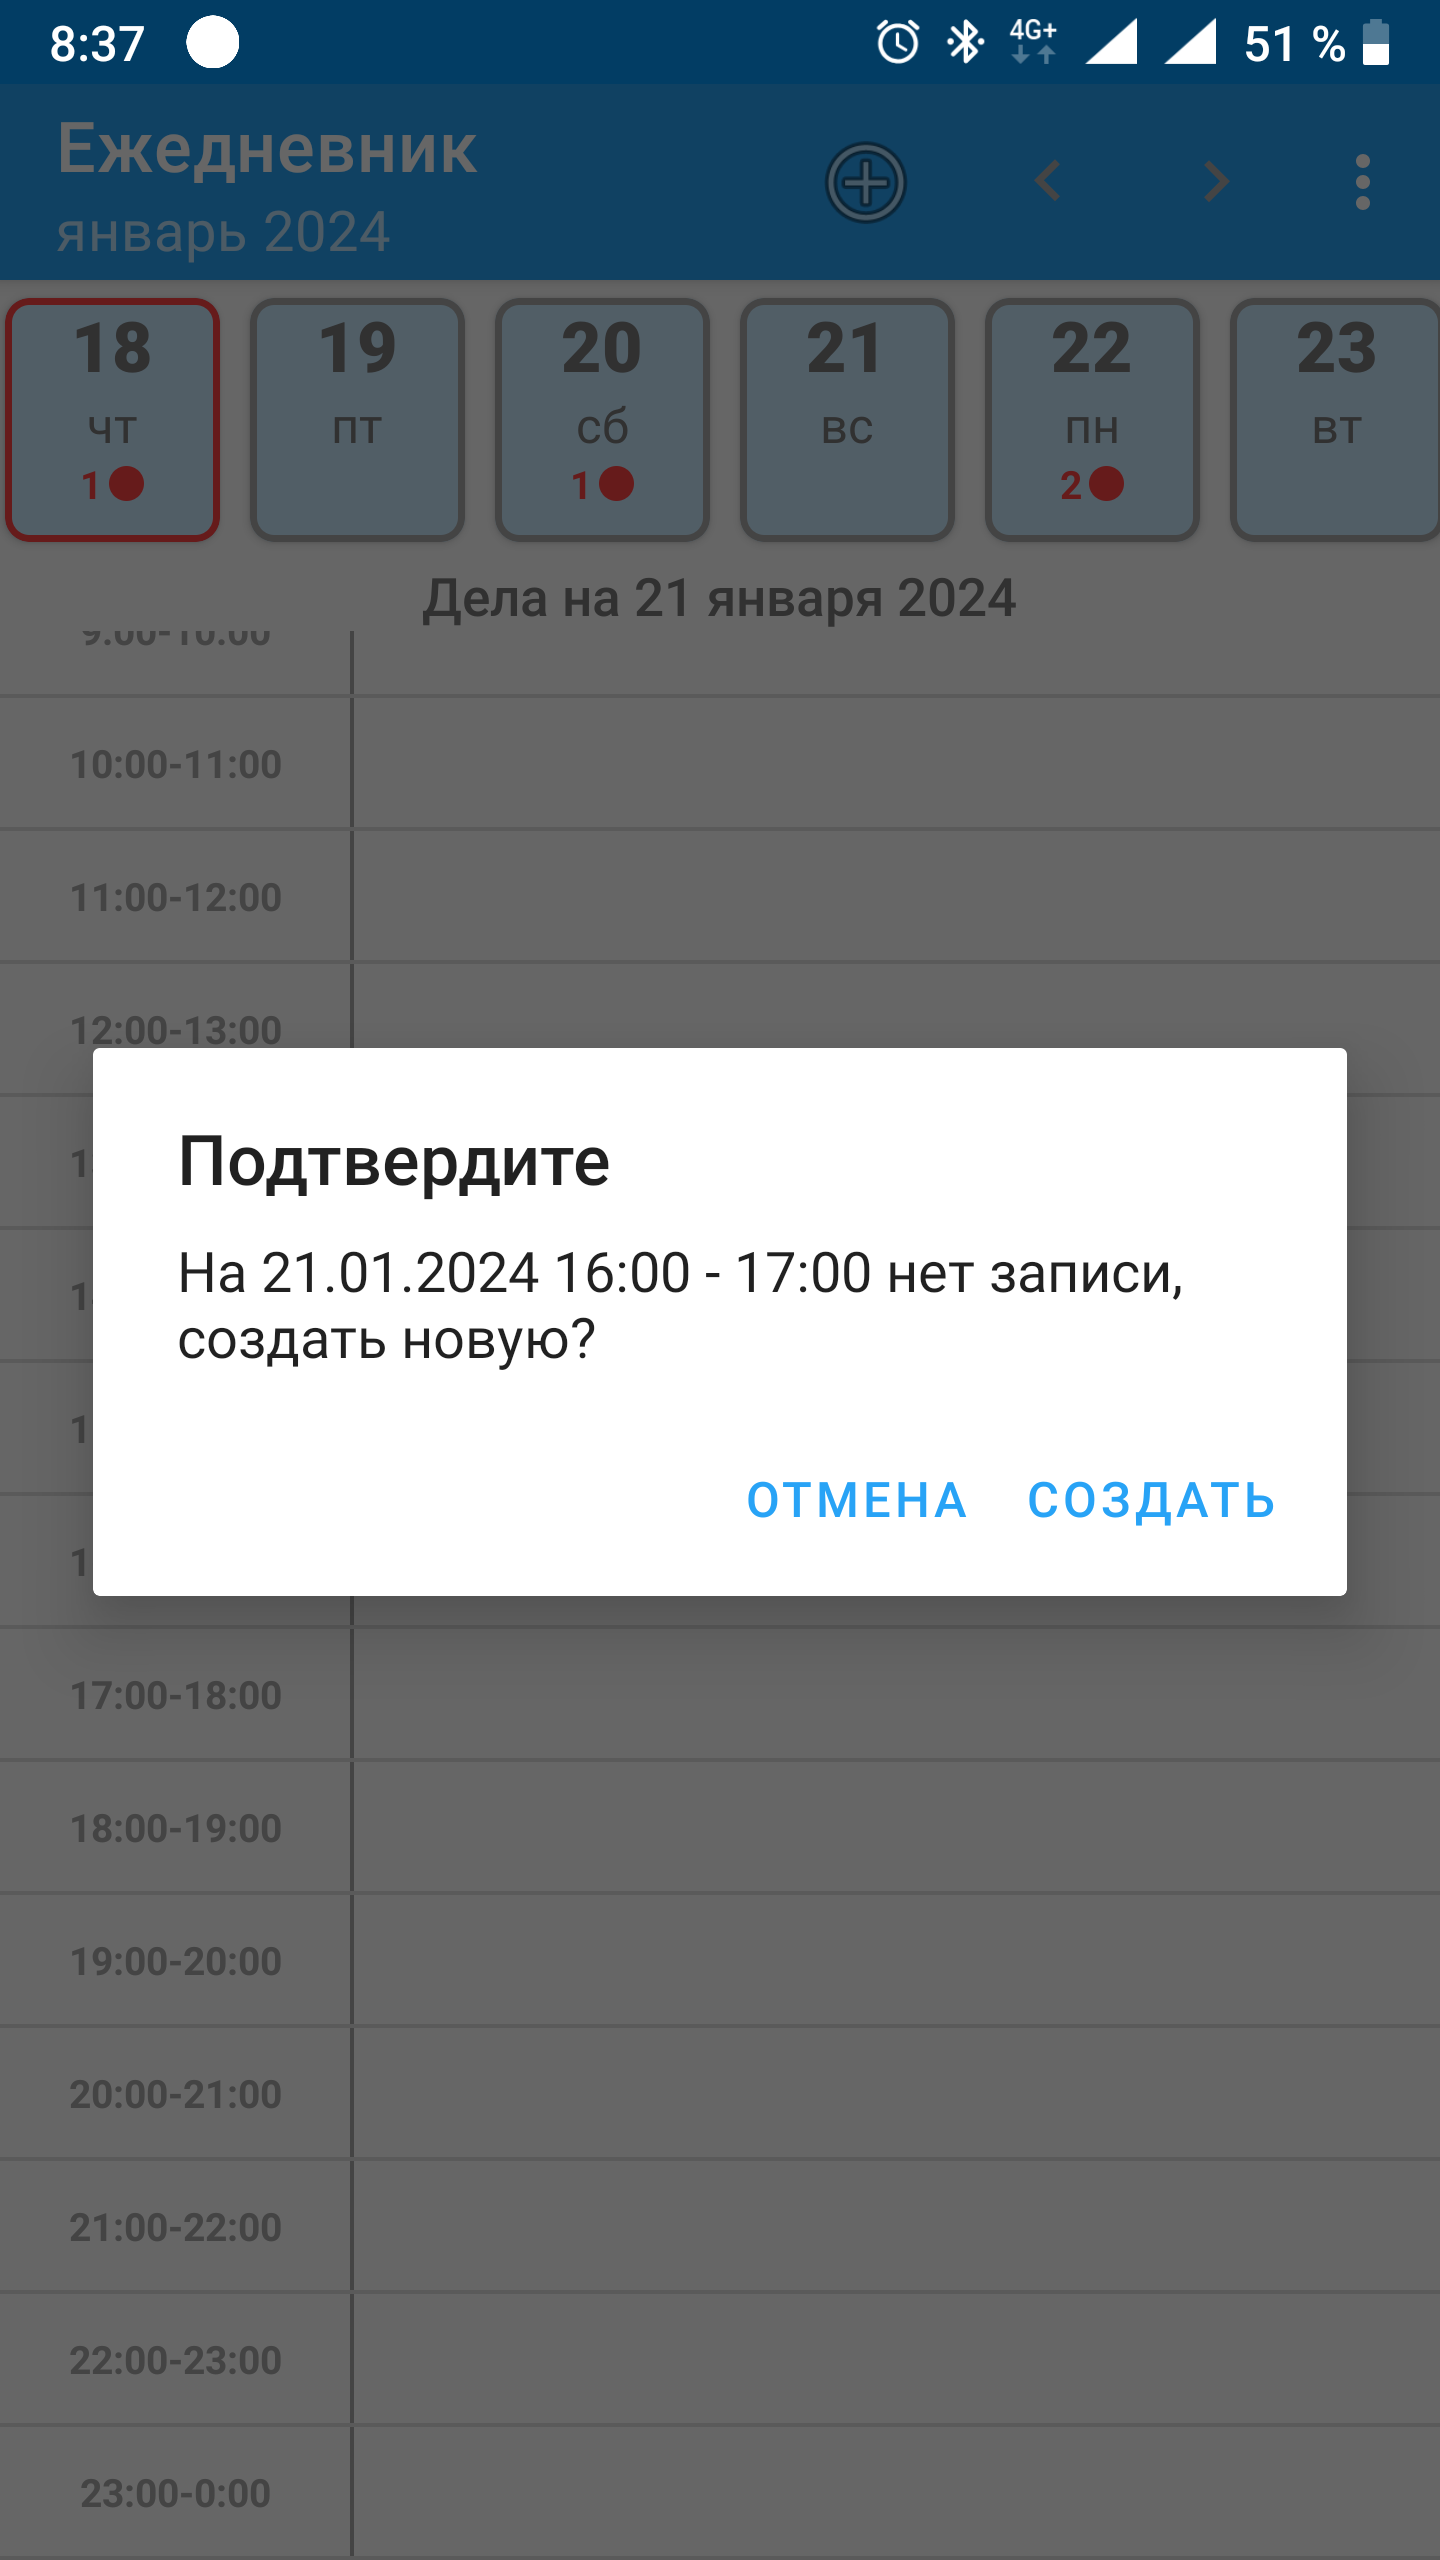 8:37
4G+
51 %
Ежедневник
январь 2024
18 19 20 21 22 23
чт пт сб вс пн вт
1 1 2
Дела на 21 января 2024
9:00-10:00
10:00-11:00
11:00-12:00
12:00-13:00
Подтвердите
На 21.01.2024 16:00 - 17:00 нет записи,
создать новую?
ОТМЕНА СОЗДАТЬ
17:00-18:00
18:00-19:00
19:00-20:00
20:00-21:00
21:00-22:00
22:00-23:00
23:00-0:00